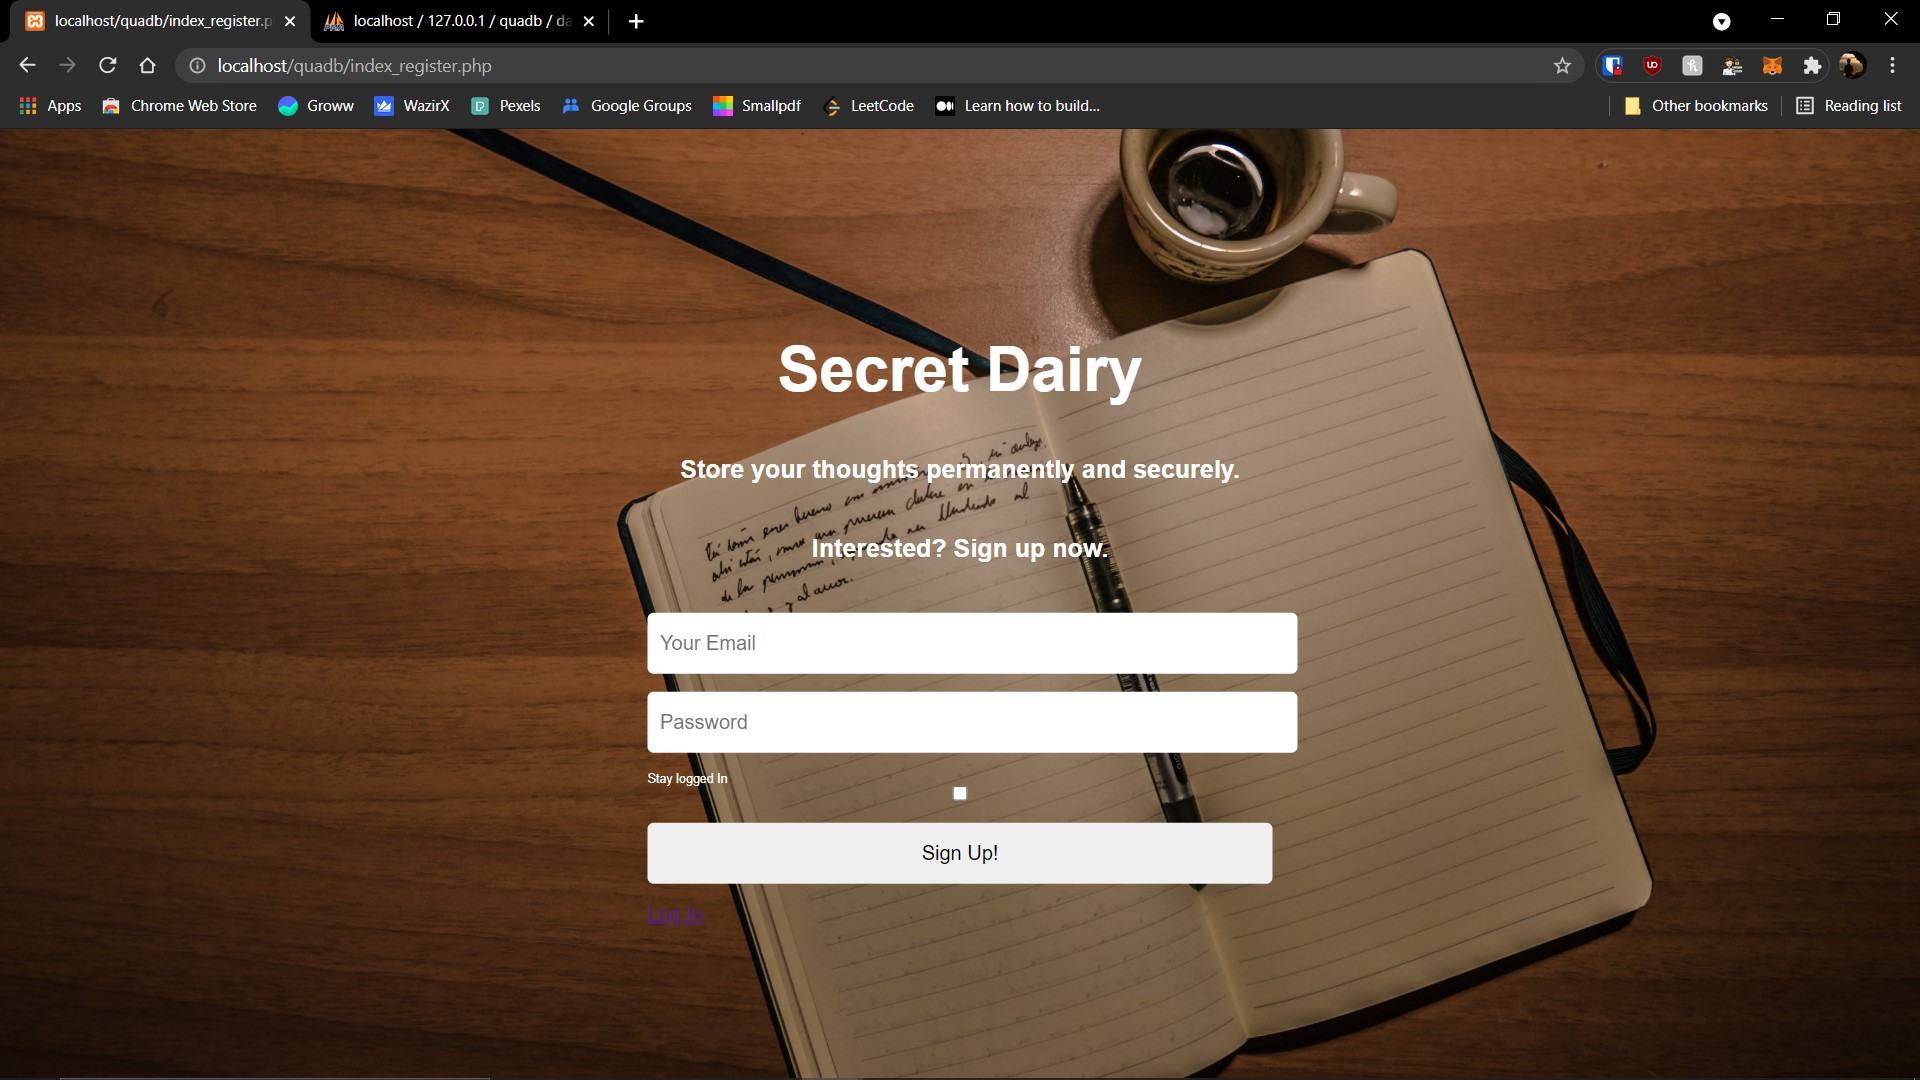 localhost/quadb/index_register.p
localhost / 127.0.0.1 / quadb / da
localhost/quadb/index_register.php
Apps
Chrome Web Store
Groww
WazirX
Pexels
Google Groups
Smallpdf
LeetCode
Learn how to build...
Other bookmarks
Reading list
Secret Dairy
Store your thoughts permanently and securely.
Interested? Sign up now.
Your Email
Password
Stay logged In
Sign Up!
Log In